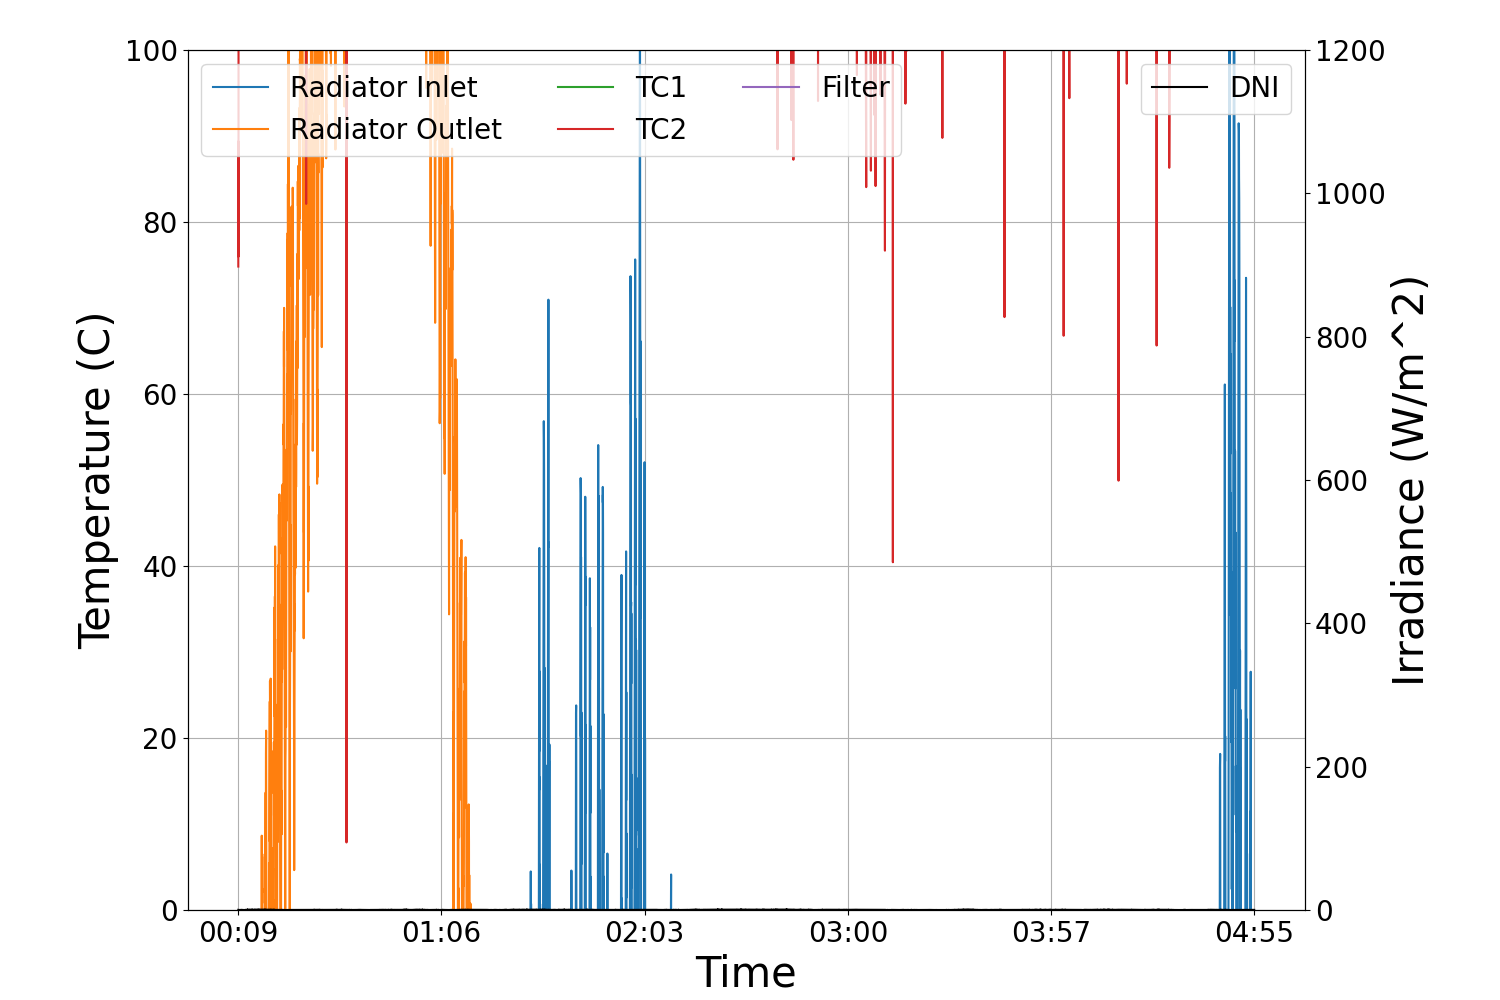 100 1200
Radiator Inlet TC1 Filter DNI
Radiator Outlet TC2
1000
80
800
60
600
40
400
20
200
0 0
00:09 01:06 02:03 03:00 03:57 04:55
Temperature (C)
Irradiance (W/m^2)
Time